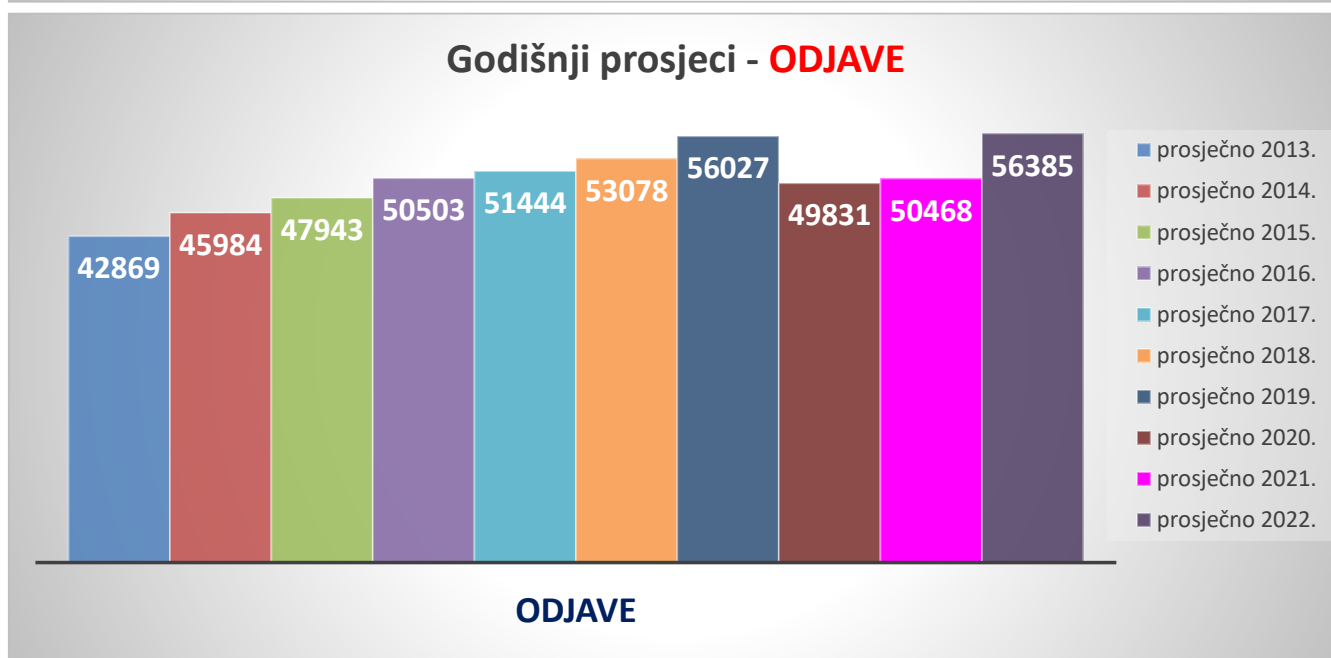 Godišnji prosjeci - ODJAVE
42869
45984
47943
50503
51444
53078
56027
49831
50468
56385
prosječno 2013.
prosječno 2014.
prosječno 2015.
prosječno 2016.
prosječno 2017.
prosječno 2018.
prosječno 2019.
prosječno 2020.
prosječno 2021.
prosječno 2022.
ODJAVE